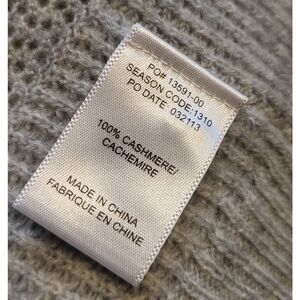 PO# 13591-00
SEASON CODE:1310
PO DATE 032113
100% CASHMERE/
CACHEMIRE
MADE IN CHINA
FABRIQUE EN CHINE